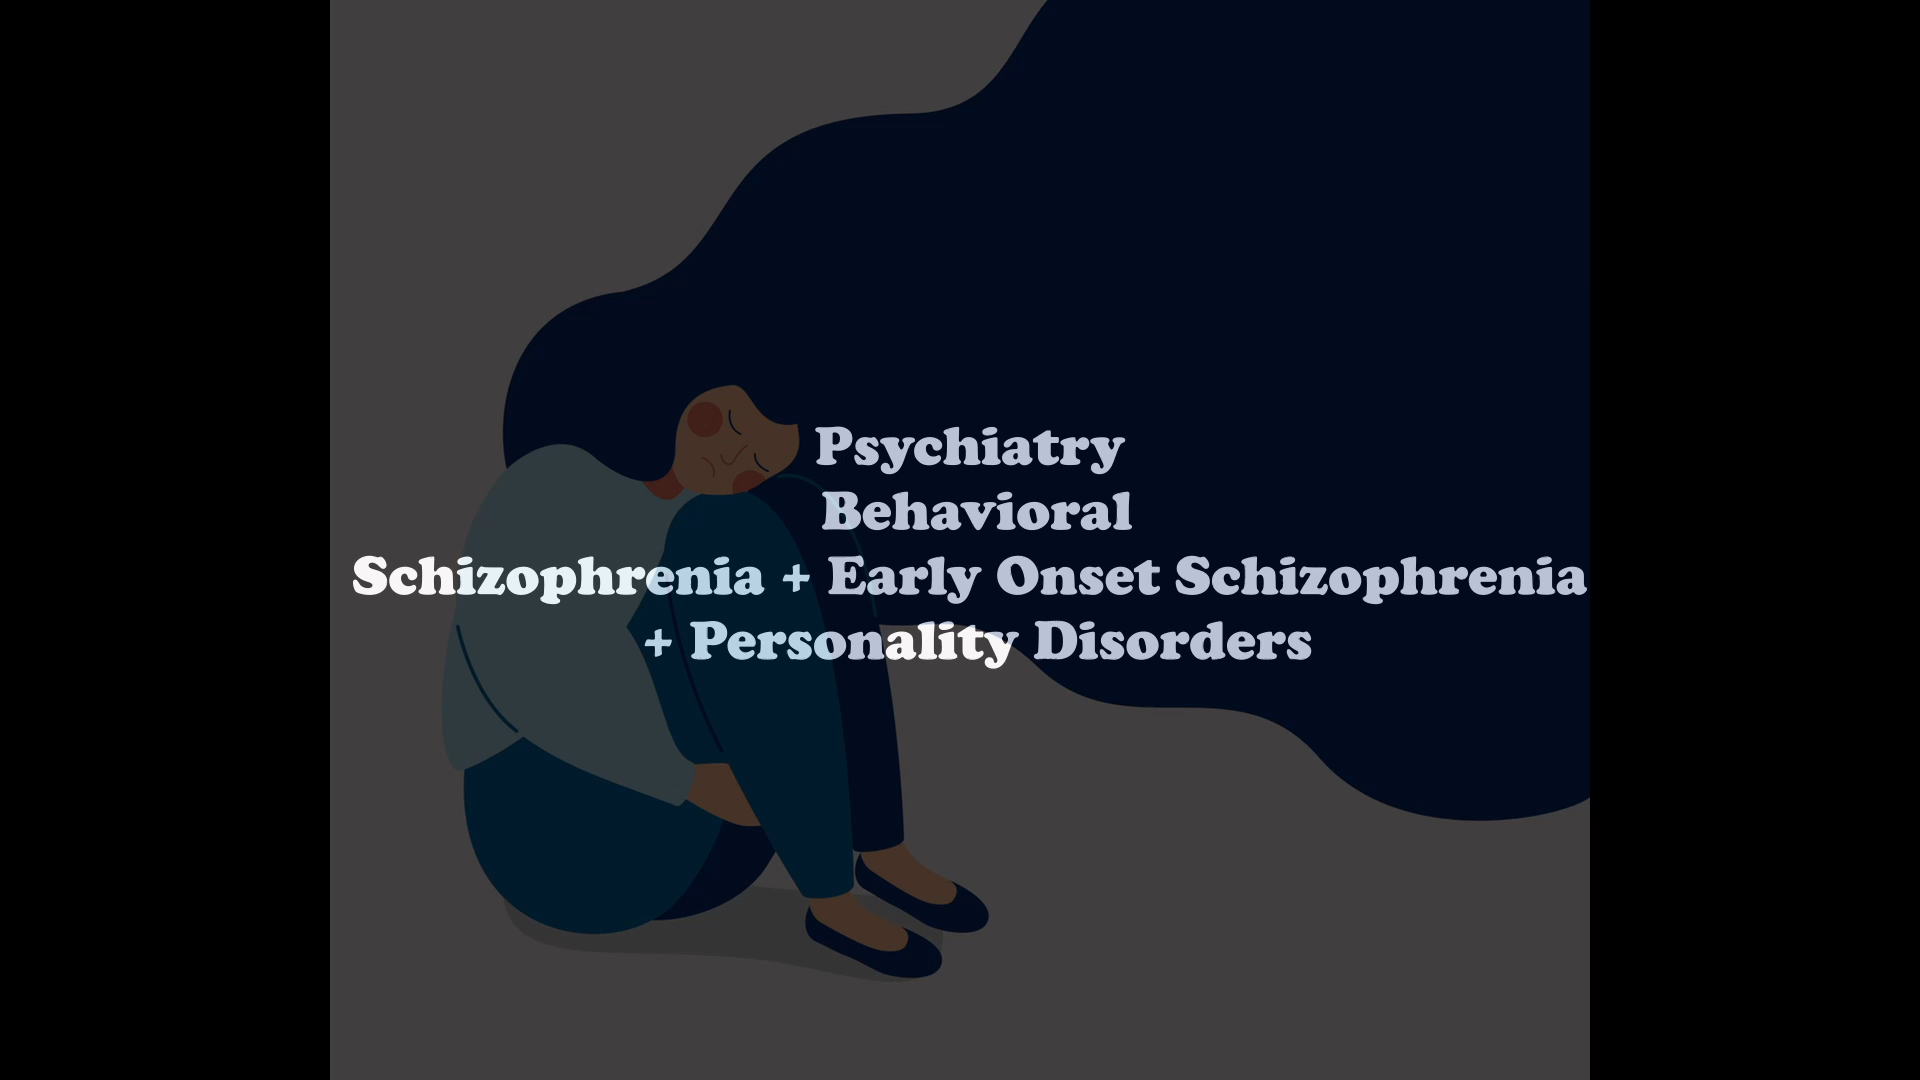 Psychiatry
Behavioral
Schizophrenia + Early Onset Schizophrenia
+ Personality Disorders